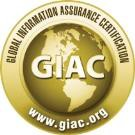 GLOBAL INFORMATION ASSURANCE CERTIFICATION
GIAC
www.giac.org